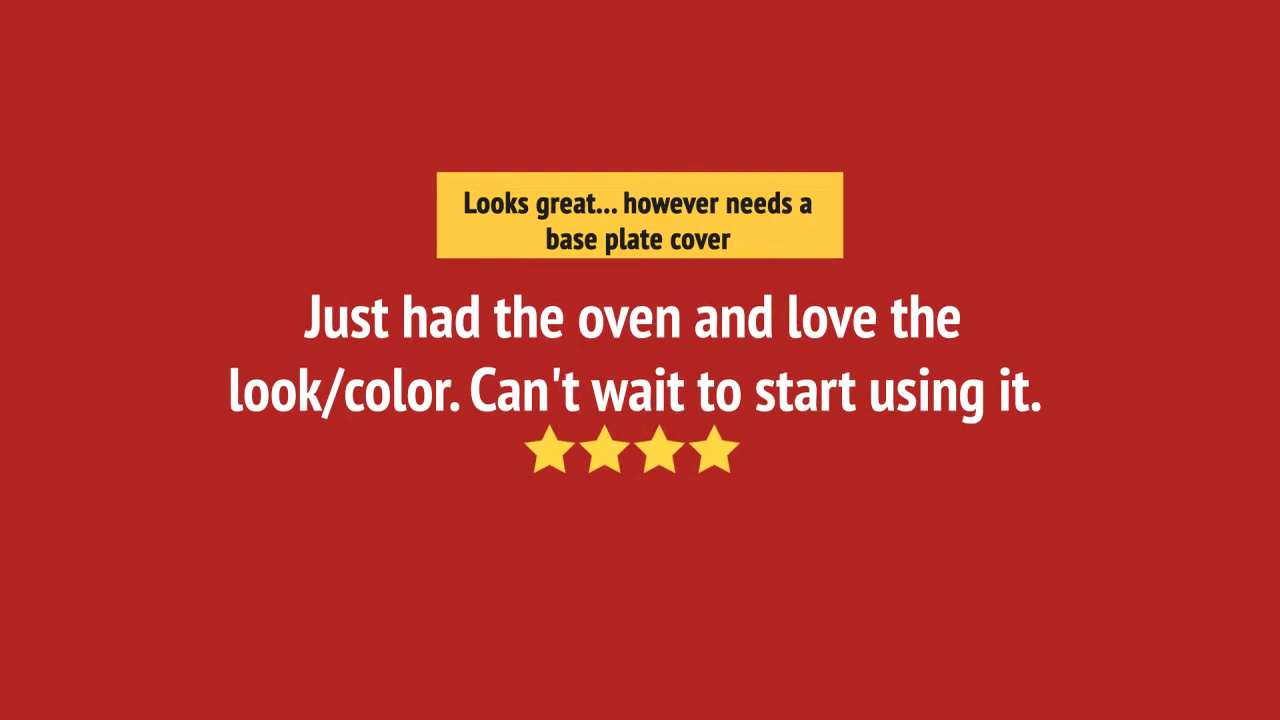 Looks great... however needs a
base plate cover
Just had the oven and love the
look/color. Can't wait to start using it.